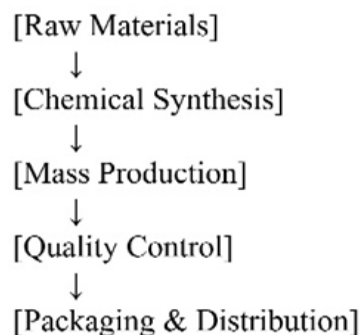 [Raw Materials]
↓
[Chemical Synthesis]
↓
[Mass Production]
↓
[Quality Control]
↓
[Packaging & Distribution]